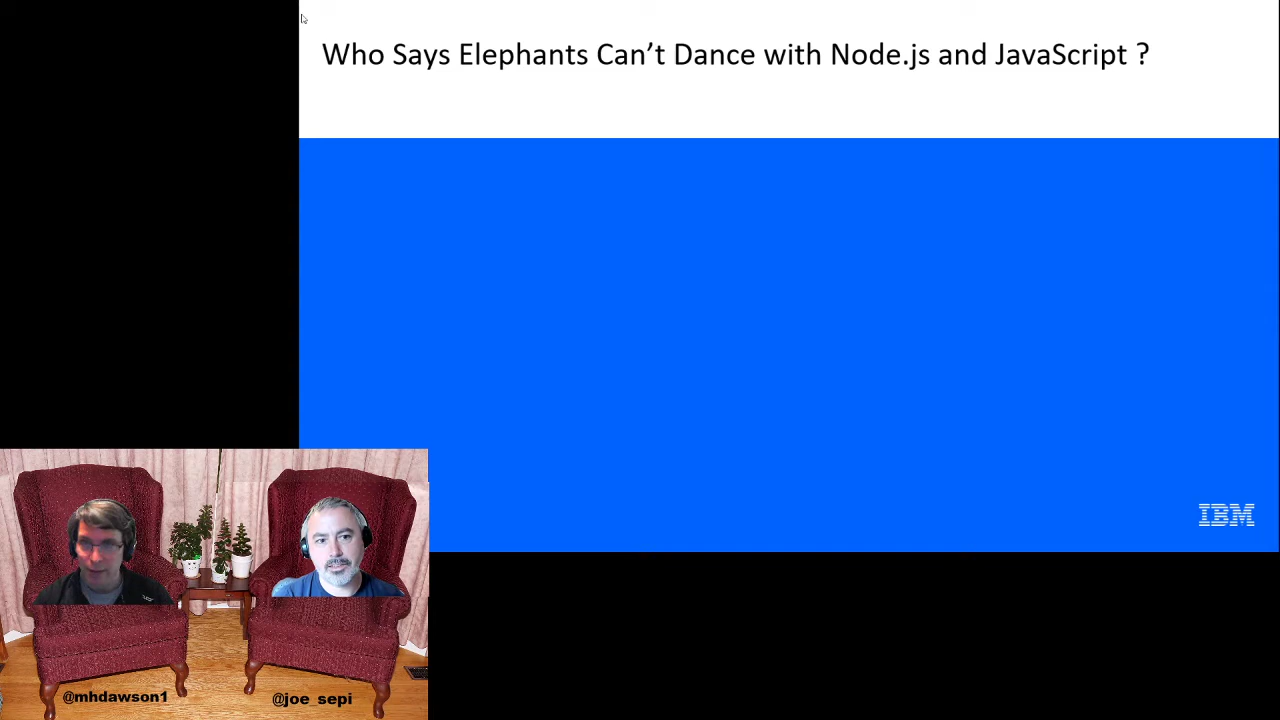 Who Says Elephants Can’t Dance with Node.js and JavaScript ?
IBM
@mhdawson1
@joe_sepi